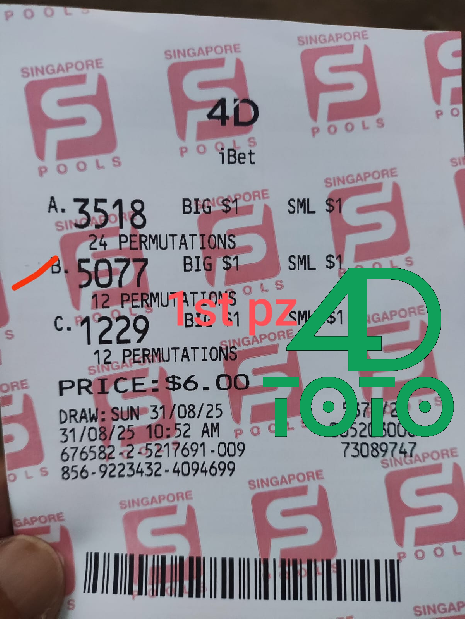 SINGAPORE POOLS
4D
iBet
A. 3518 BIG $1 SML $1
24 PERMUTATIONS
B. 5077 BIG $1 SML $1
12 PERMUTATIONS
1st pz
C. 1229 BIG $1 SML $1
12 PERMUTATIONS
4D
TOTO
PRICE: $6.00
DRAW: SUN 31/08/25
31/08/25 10:52 AM
676582-2-5217691-009 73089747
856-9223432-4094699